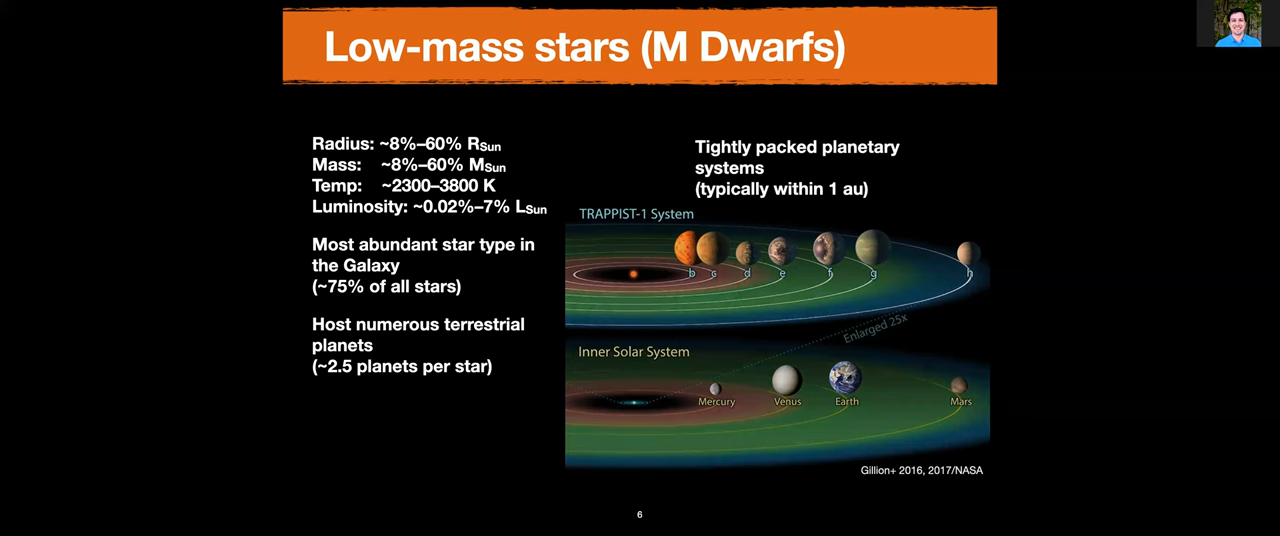 Low-mass stars (M Dwarfs)
Radius: ~8%–60% RSun
Mass: ~8%–60% MSun
Temp: ~2300–3800 K
Luminosity: ~0.02%–7% LSun
Most abundant star type in
the Galaxy
(~75% of all stars)
Host numerous terrestrial
planets
(~2.5 planets per star)
Tightly packed planetary
systems
(typically within 1 au)
TRAPPIST-1 System
b c d e f g h
Enlarged 25x
Inner Solar System
Mercury Venus Earth Mars
Gillion+ 2016, 2017/NASA
6